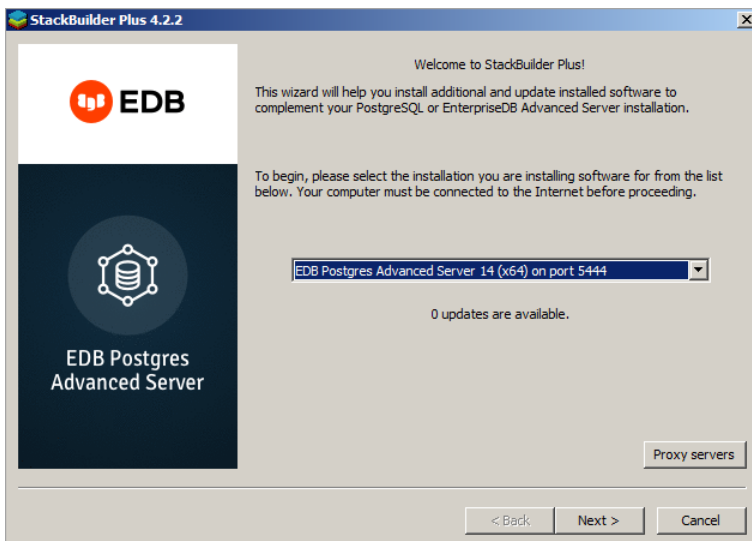 StackBuilder Plus 4.2.2
EDB
EDB Postgres
Advanced Server
Welcome to StackBuilder Plus!
This wizard will help you install additional and update installed software to
complement your PostgreSQL or EnterpriseDB Advanced Server installation.
To begin, please select the installation you are installing software for from the list
below. Your computer must be connected to the Internet before proceeding.
EDB Postgres Advanced Server 14 (x64) on port 5444
0 updates are available.
Proxy servers
< Back
Next >
Cancel